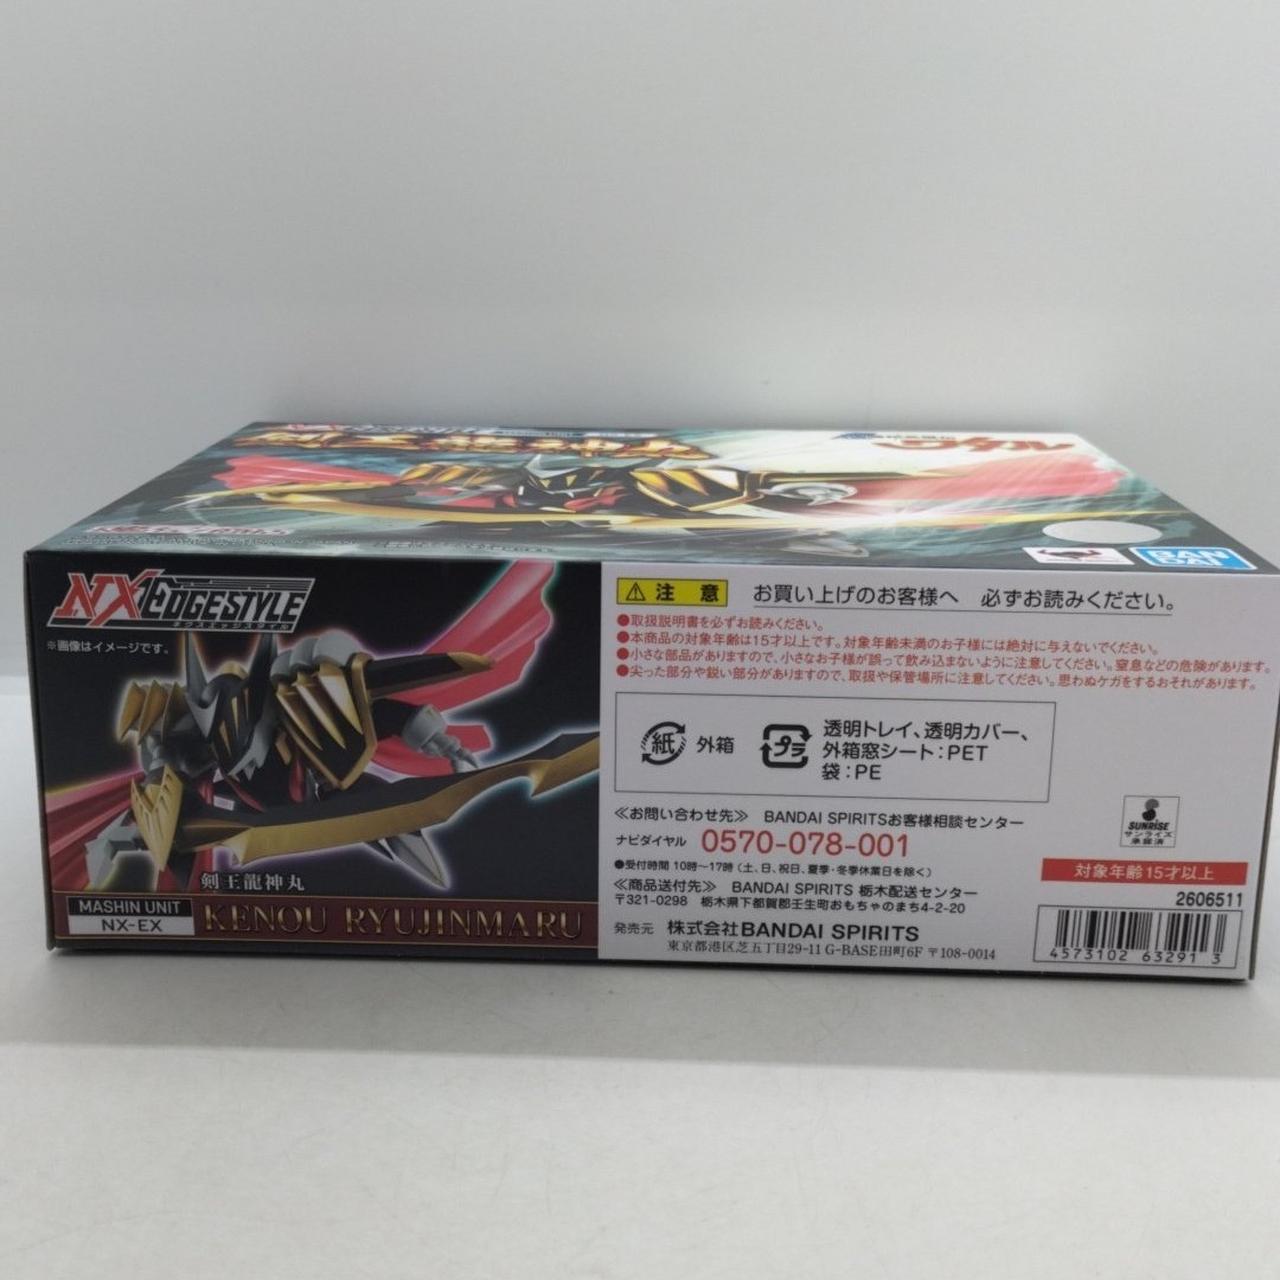 剣王龍神丸
ワタル
BAN
DAI
NXEDGESTYLE
ネクスエッジスタイル
※画像はイメージです。
剣王龍神丸
MASHIN UNIT
NX-EX
KENOU RYUJINMARU
注 意 お買い上げのお客様へ 必ずお読みください。
●取扱説明書を必ずお読みください。
●本商品の対象年齢は15才以上です。対象年齢未満のお子様には絶対に与えないでください。
●小さな部品がありますので、小さなお子様が誤って飲み込まないように注意してください。窒息などの危険があります。
●尖った部分や鋭い部分がありますので、取扱や保管場所に注意してください。思わぬケガをするおそれがあります。
紙 外箱
プラ 透明トレイ、透明カバー、
外箱窓シート:PET
袋:PE
≪お問い合わせ先≫ BANDAI SPIRITSお客様相談センター
ナビダイヤル 0570-078-001
●受付時間 10時～17時(土、日、祝日、夏季・冬季休業日を除く)
≪商品送付先≫ BANDAI SPIRITS 栃木配送センター
〒321-0298 栃木県下都賀郡壬生町おもちゃのまち4-2-20
発売元 株式会社BANDAI SPIRITS
東京都港区芝五丁目29-11 G-BASE田町6F 〒108-0014
SUNRISE
サンライズ
承認済
対象年齢15才以上
2606511
4573102 63291 3